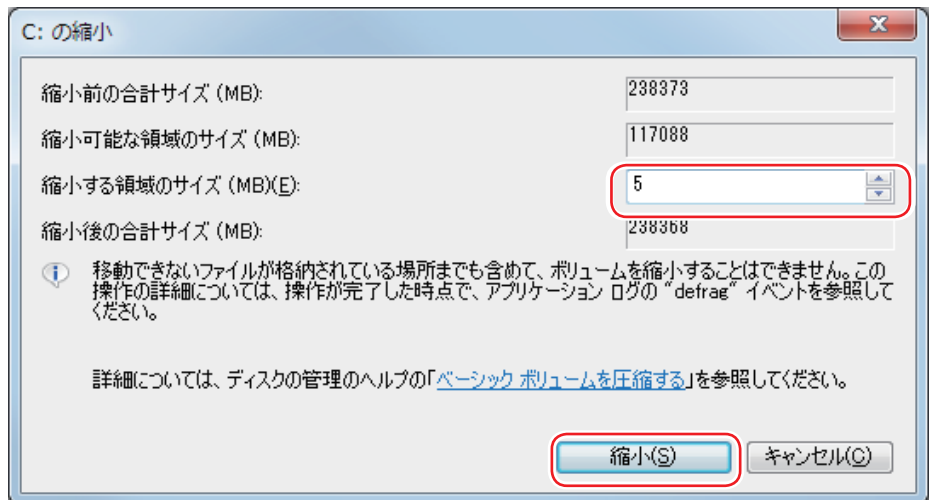 C: の縮小
縮小前の合計サイズ (MB): 238373
縮小可能な領域のサイズ (MB): 117088
縮小する領域のサイズ (MB)(E): 5
縮小後の合計サイズ (MB): 238368
移動できないファイルが格納されている場所までも含めて、ボリュームを縮小することはできません。この
操作の詳細については、操作が完了した時点で、アプリケーション ログの "defrag" イベントを参照して
ください。
詳細については、ディスクの管理のヘルプの「ベーシック ボリュームを圧縮する」を参照してください。
縮小(S) キャンセル(C)